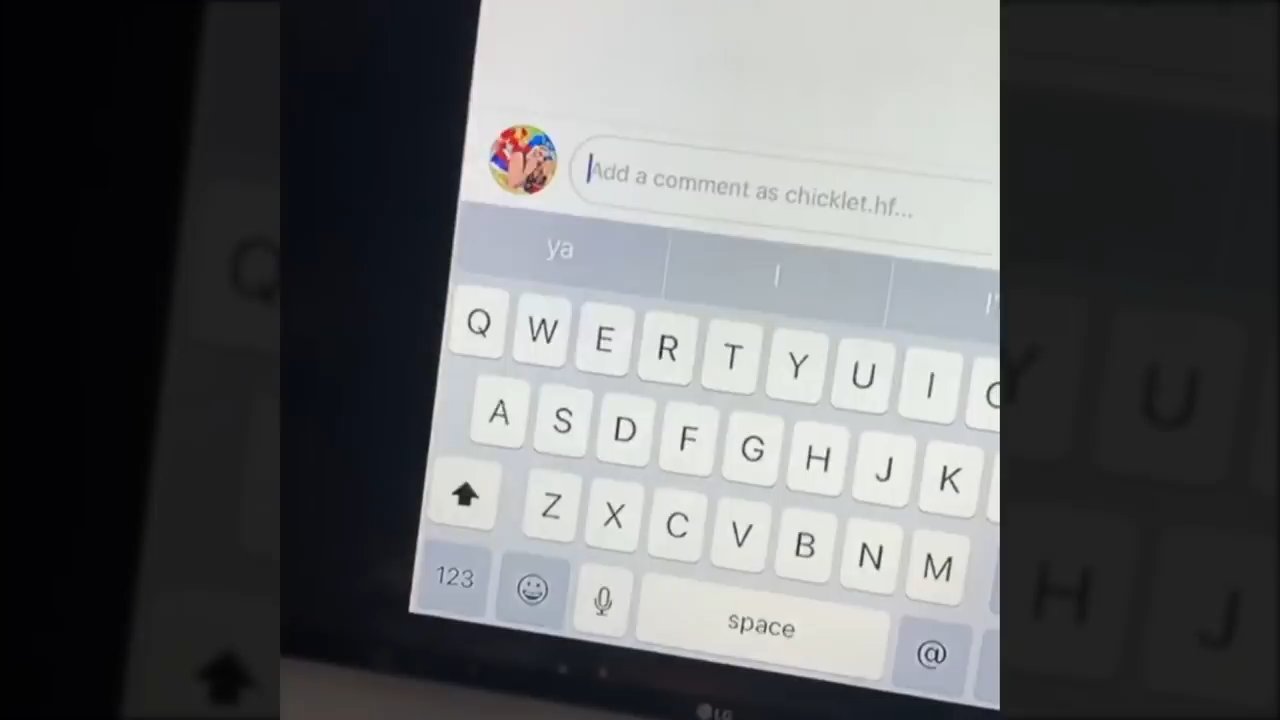 Add a comment as chicklet.hf...
ya
I
Q W E R T Y U I
A S D F G H J K
Z X C V B N M
123
space
@
LG